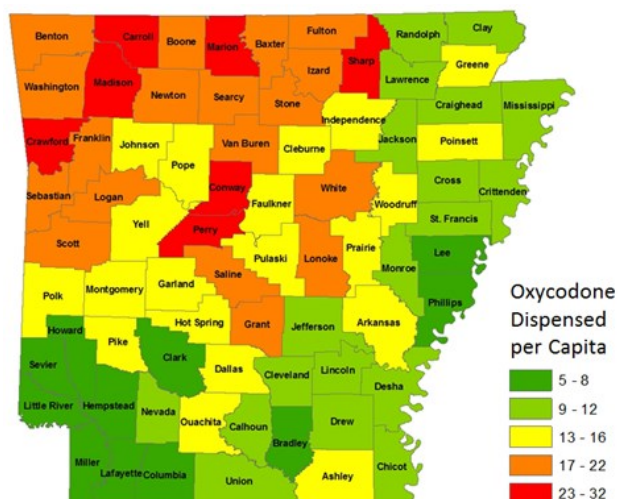 Benton
Carroll
Boone
Marion
Baxter
Fulton
Randolph
Clay
Sharp
Izard
Greene
Washington
Madison
Newton
Searcy
Stone
Lawrence
Craighead
Mississippi
Independence
Crawford
Franklin
Johnson
Pope
Van Buren
Cleburne
Jackson
Poinsett
Sebastian
Logan
Conway
Faulkner
White
Woodruff
Cross
Crittenden
St. Francis
Scott
Yell
Perry
Pulaski
Lonoke
Prairie
Monroe
Lee
Saline
Phillips
Polk
Montgomery
Garland
Hot Spring
Grant
Jefferson
Arkansas
Howard
Pike
Clark
Dallas
Sevier
Cleveland
Lincoln
Desha
Little River
Hempstead
Nevada
Ouachita
Calhoun
Bradley
Drew
Miller
Lafayette
Columbia
Union
Ashley
Chicot
Oxycodone
Dispensed
per Capita
5 - 8
9 - 12
13 - 16
17 - 22
23 - 32